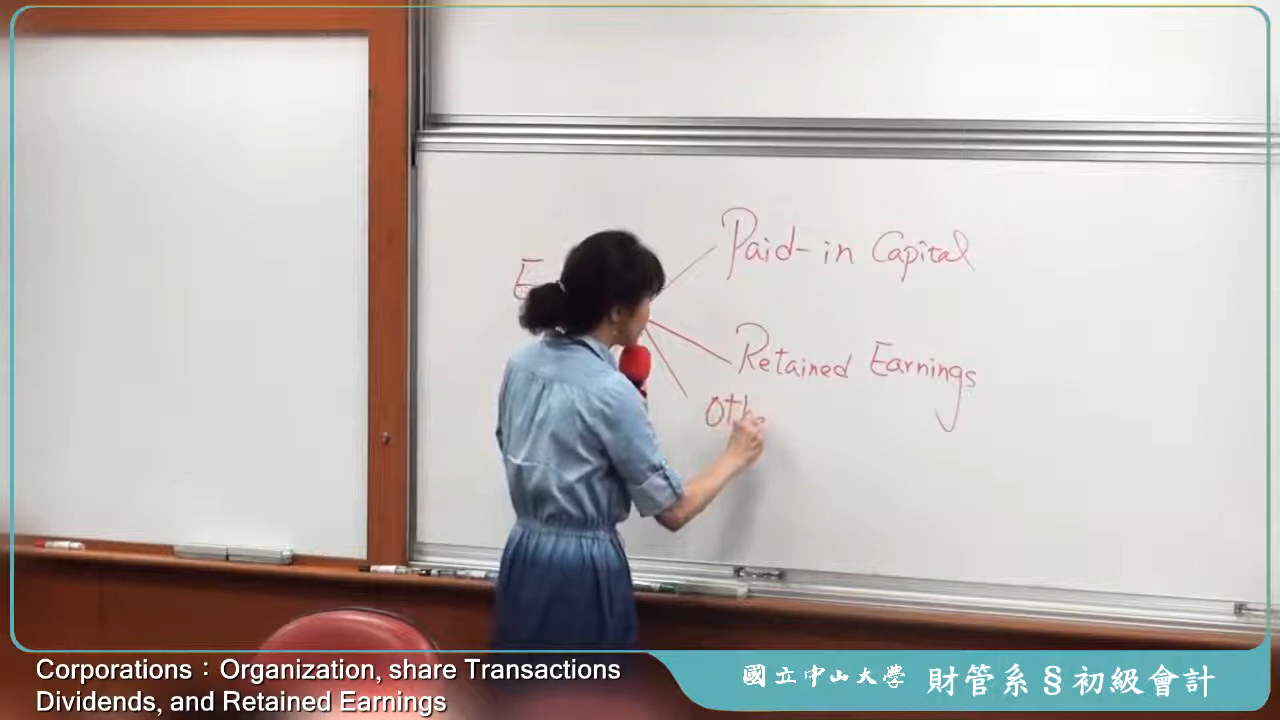 Paid-in Capital
E
Retained Earnings
Othe
Corporations：Organization, share Transactions
Dividends, and Retained Earnings
國立中山大學 財管系§初級會計